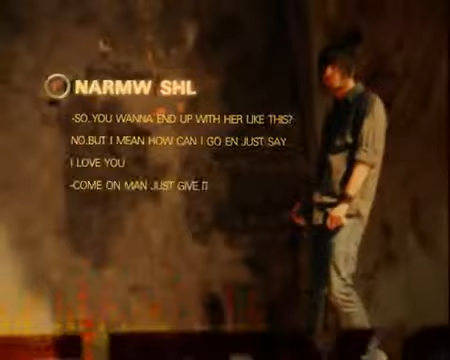 NARMW SHL
-SO.YOU WANNA END UP WITH HER LIKE THIS?
NO.BUT I MEAN HOW CAN I GO EN JUST SAY
I LOVE YOU
-COME ON MAN JUST GIVE IT